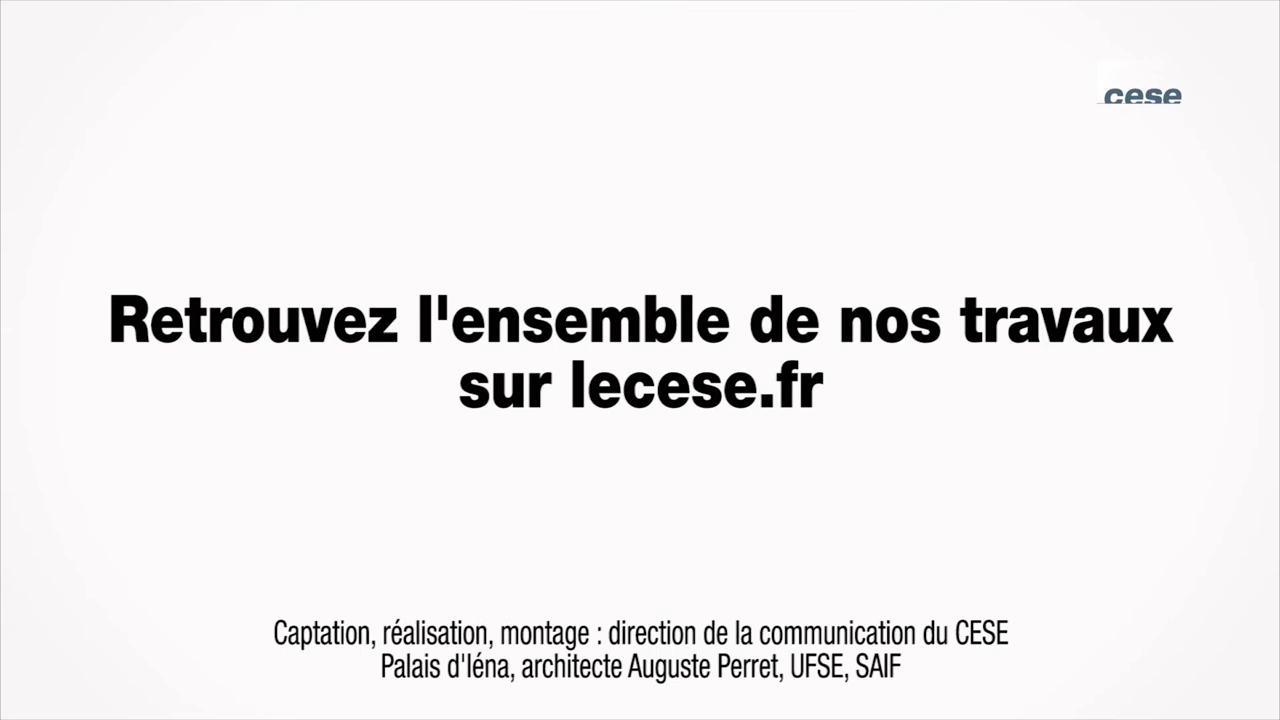 cese
Retrouvez l'ensemble de nos travaux
sur lecese.fr
Captation, réalisation, montage : direction de la communication du CESE
Palais d'Iéna, architecte Auguste Perret, UFSE, SAIF